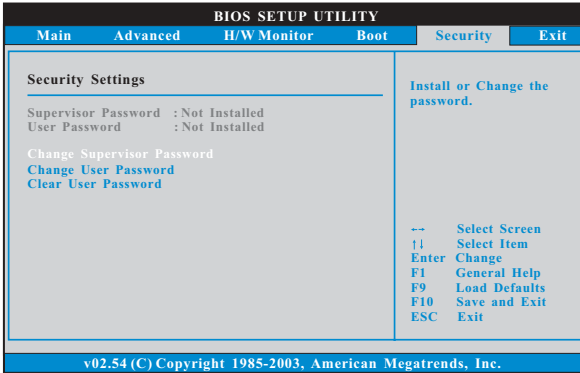 BIOS SETUP UTILITY
Main Advanced H/W Monitor Boot Security Exit
Security Settings
Supervisor Password : Not Installed
User Password : Not Installed
Change Supervisor Password
Change User Password
Clear User Password
Install or Change the
password.
←→ Select Screen
↑↓ Select Item
Enter Change
F1 General Help
F9 Load Defaults
F10 Save and Exit
ESC Exit
v02.54 (C) Copyright 1985-2003, American Megatrends, Inc.